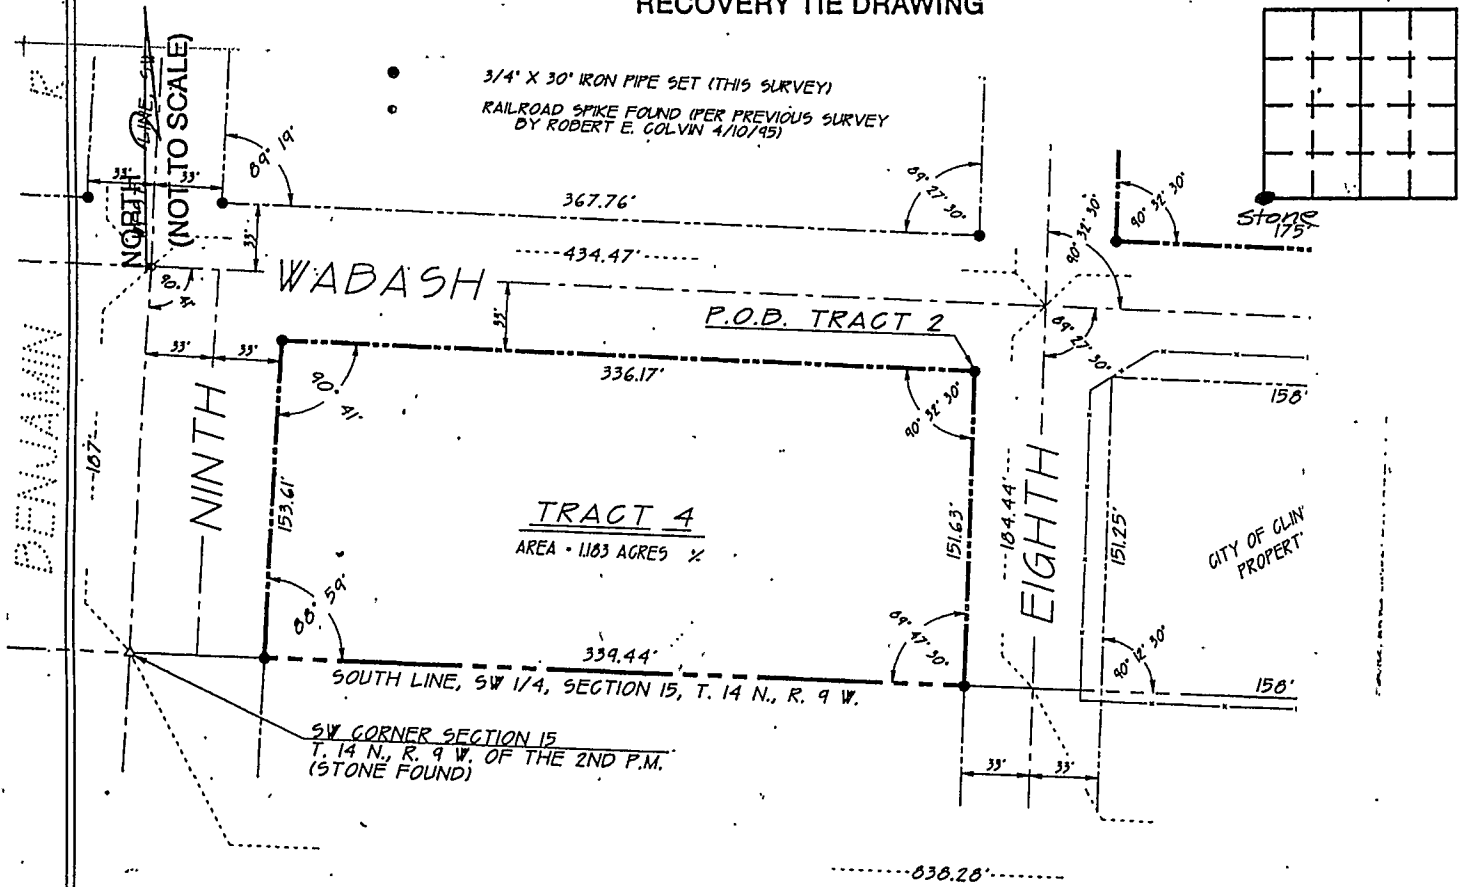 RECOVERY TIE DRAWING
NORTH
(NOT TO SCALE)
LINE, SW
R
3/4" X 30" IRON PIPE SET (THIS SURVEY)
RAILROAD SPIKE FOUND (PER PREVIOUS SURVEY
BY ROBERT E. COLVIN 4/10/95)
stone
175'
33'
33'
89° 19'
33'
367.76'
89° 27' 30"
434.47'
90° 32' 30"
90° 32' 30"
WABASH
33'
P.O.B. TRACT 2
89° 27' 30"
33'
33'
336.17'
90° 41'
90° 32' 30"
158'
BENJAMIN
187'
NINTH
153.61'
TRACT 4
AREA = 1.183 ACRES ±
151.63'
184.44'
EIGHTH
151.25'
CITY OF CLIN
PROPERT
88° 59'
89° 47' 30"
90° 12' 30"
339.44'
SOUTH LINE, SW 1/4, SECTION 15, T. 14 N., R. 9 W.
158'
SW CORNER SECTION 15
T. 14 N., R. 9 W. OF THE 2ND P.M.
(STONE FOUND)
33'
33'
838.28'